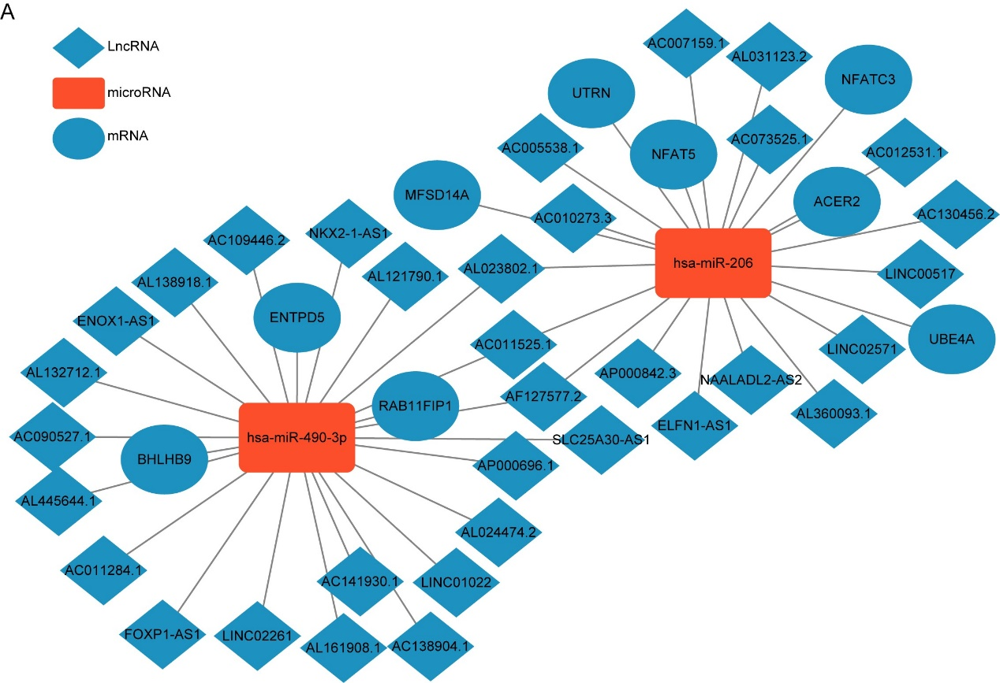 A
LncRNA
microRNA
mRNA
AC007159.1
AL031123.2
NFATC3
UTRN
AC005538.1
NFAT5
AC073525.1
AC012531.1
MFSD14A
AC010273.3
ACER2
AC130456.2
AC109446.2
NKX2-1-AS1
AL138918.1
AL121790.1
AL023802.1
hsa-miR-206
LINC00517
ENOX1-AS1
ENTPD5
AC011525.1
LINC02571
UBE4A
AL132712.1
RAB11FIP1
AF127577.2
AP000842.3
NAALADL2-AS2
AL360093.1
AC090527.1
hsa-miR-490-3p
SLC25A30-AS1
ELFN1-AS1
BHLHB9
AP000696.1
AL445644.1
AL024474.2
AC011284.1
AC141930.1
LINC01022
FOXP1-AS1
LINC02261
AL161908.1
AC138904.1